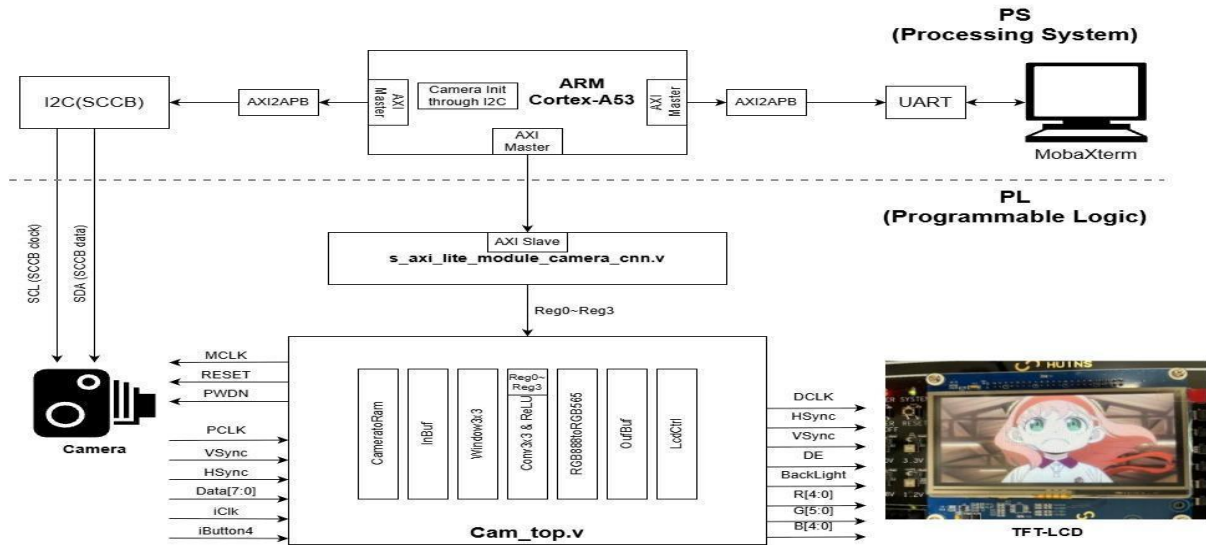 PS
(Processing System)
I2C(SCCB)
AXI2APB
AXI
Master
Camera Init
through I2C
ARM
Cortex-A53
AXI
Master
AXI
Master
AXI2APB
UART
MobaXterm
PL
(Programmable Logic)
SCL (SCCB clock)
SDA (SCCB data)
AXI Slave
s_axi_lite_module_camera_cnn.v
Reg0~Reg3
Camera
MCLK
RESET
PWDN
PCLK
VSync
HSync
Data[7:0]
iClk
iButton4
CameratoRam
InBuf
Window3x3
Reg0~
Reg3
Conv3x3 & ReLU
RGB888toRGB565
OutBuf
LcdCtrl
Cam_top.v
DCLK
HSync
VSync
DE
BackLight
R[4:0]
G[5:0]
B[4:0]
HUINS
TFT-LCD